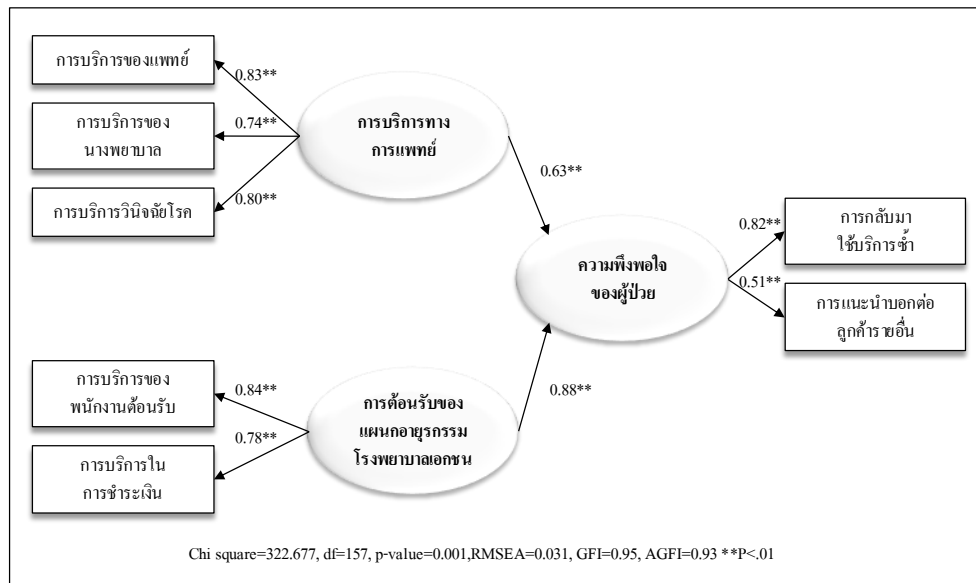 การบริการของแพทย์
0.83**
การบริการของ
นางพยาบาล
0.74**
การบริการวินิจฉัยโรค
0.80**
การบริการทาง
การแพทย์
0.63**
ความพึงพอใจ
ของผู้ป่วย
0.82**
การกลับมา
ใช้บริการซ้ำ
0.51**
การแนะนำบอกต่อ
ลูกค้ารายอื่น
การบริการของ
พนักงานต้อนรับ
0.84**
การบริการใน
การชำระเงิน
0.78**
การต้อนรับของ
แผนกอายุรกรรม
โรงพยาบาลเอกชน
0.88**
Chi square=322.677, df=157, p-value=0.001,RMSEA=0.031, GFI=0.95, AGFI=0.93 **P<.01